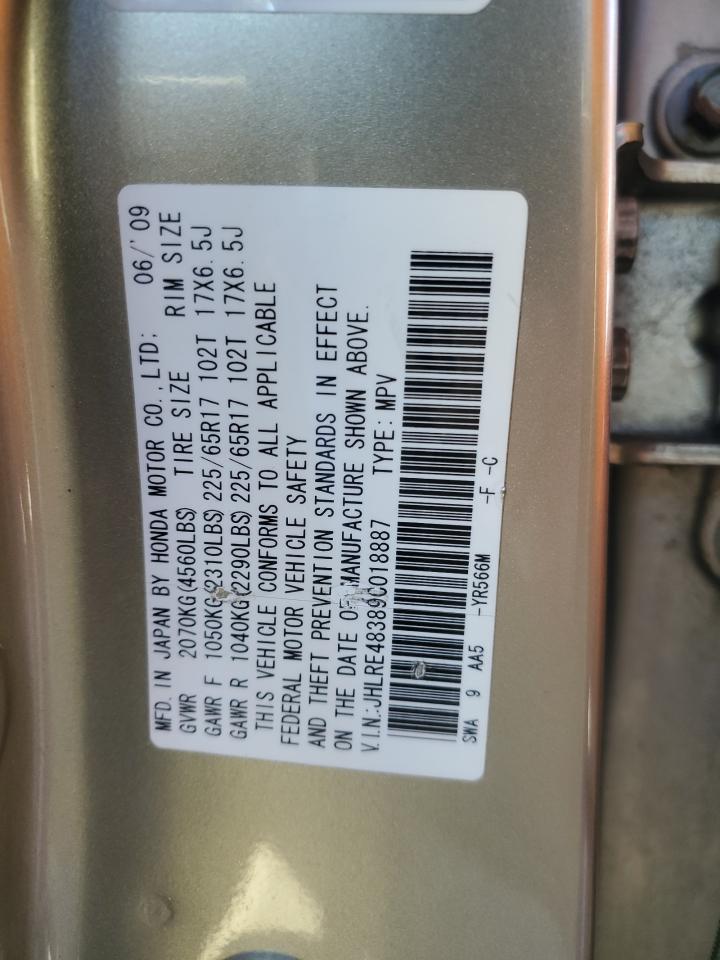 MFD. IN JAPAN BY HONDA MOTOR CO., LTD; 06/'09
GVWR 2070KG(4560LBS) TIRE SIZE RIM SIZE
GAWR F 1050KG(2310LBS) 225/65R17 102T 17X6.5J
GAWR R 1040KG(2290LBS) 225/65R17 102T 17X6.5J
THIS VEHICLE CONFORMS TO ALL APPLICABLE
FEDERAL MOTOR VEHICLE SAFETY
AND THEFT PREVENTION STANDARDS IN EFFECT
ON THE DATE OF MANUFACTURE SHOWN ABOVE.
V.I.N.:JHLRE48389C018887 TYPE: MPV
SWA 9 AA5 -YR566M -F -C